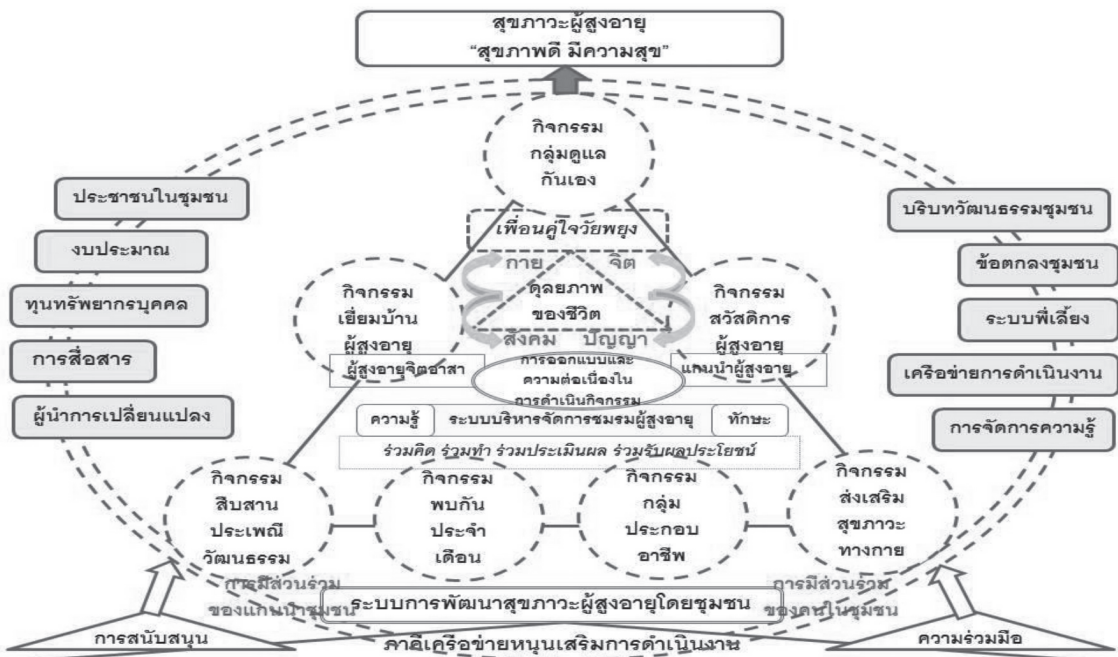 สุขภาวะผู้สูงอายุ
“สุขภาพดี มีความสุข”
กิจกรรม
กลุ่มดูแล
กันเอง
ประชาชนในชุมชน
งบประมาณ
ทุนทรัพยากรบุคคล
การสื่อสาร
ผู้นำการเปลี่ยนแปลง
บริบทวัฒนธรรมชุมชน
ข้อตกลงชุมชน
ระบบพี่เลี้ยง
เครือข่ายการดำเนินงาน
การจัดการความรู้
เพื่อนคู่ใจวัยพยุง
กาย จิต
ดุลยภาพ
ของชีวิต
สังคม ปัญญา
กิจกรรม
เยี่ยมบ้าน
ผู้สูงอายุ
ผู้สูงอายุจิตอาสา
กิจกรรม
สวัสดิการ
ผู้สูงอายุ
แกนนำผู้สูงอายุ
การออกแบบและ
ความต่อเนื่องใน
การดำเนินกิจกรรม
ความรู้ ระบบบริหารจัดการชมรมผู้สูงอายุ ทักษะ
ร่วมคิด ร่วมทำ ร่วมประเมินผล ร่วมรับผลประโยชน์
กิจกรรม
สืบสาน
ประเพณี
วัฒนธรรม
กิจกรรม
พบกัน
ประจำ
เดือน
กิจกรรม
กลุ่ม
ประกอบ
อาชีพ
กิจกรรม
ส่งเสริม
สุขภาวะ
ทางกาย
การมีส่วนร่วม
ของแกนนำชุมชน
การมีส่วนร่วม
ของคนในชุมชน
ระบบการพัฒนาสุขภาวะผู้สูงอายุโดยชุมชน
การสนับสนุน
ภาคีเครือข่ายหนุนเสริมการดำเนินงาน
ความร่วมมือ